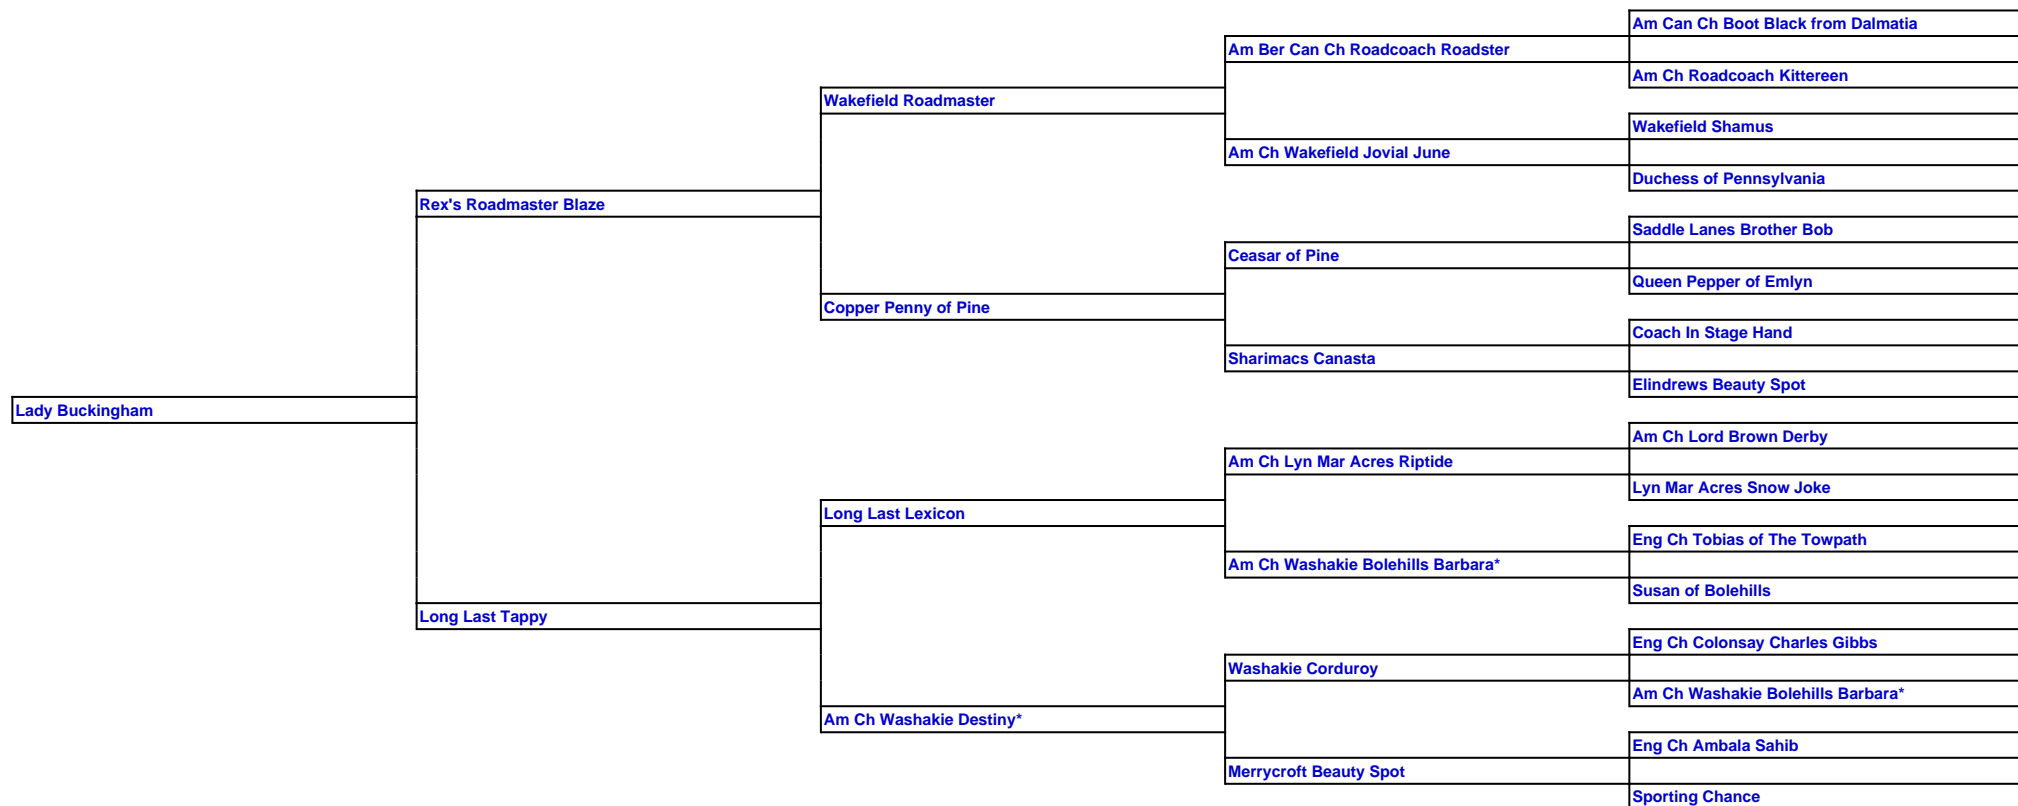 Am Can Ch Boot Black from Dalmatia
Am Ber Can Ch Roadcoach Roadster
Am Ch Roadcoach Kittereen
Wakefield Roadmaster
Wakefield Shamus
Am Ch Wakefield Jovial June
Duchess of Pennsylvania
Rex's Roadmaster Blaze
Saddle Lanes Brother Bob
Ceasar of Pine
Queen Pepper of Emlyn
Copper Penny of Pine
Coach In Stage Hand
Sharimacs Canasta
Elindrews Beauty Spot
Lady Buckingham
Am Ch Lord Brown Derby
Am Ch Lyn Mar Acres Riptide
Lyn Mar Acres Snow Joke
Long Last Lexicon
Eng Ch Tobias of The Towpath
Am Ch Washakie Bolehills Barbara*
Susan of Bolehills
Long Last Tappy
Eng Ch Colonsay Charles Gibbs
Washakie Corduroy
Am Ch Washakie Bolehills Barbara*
Am Ch Washakie Destiny*
Eng Ch Ambala Sahib
Merrycroft Beauty Spot
Sporting Chance